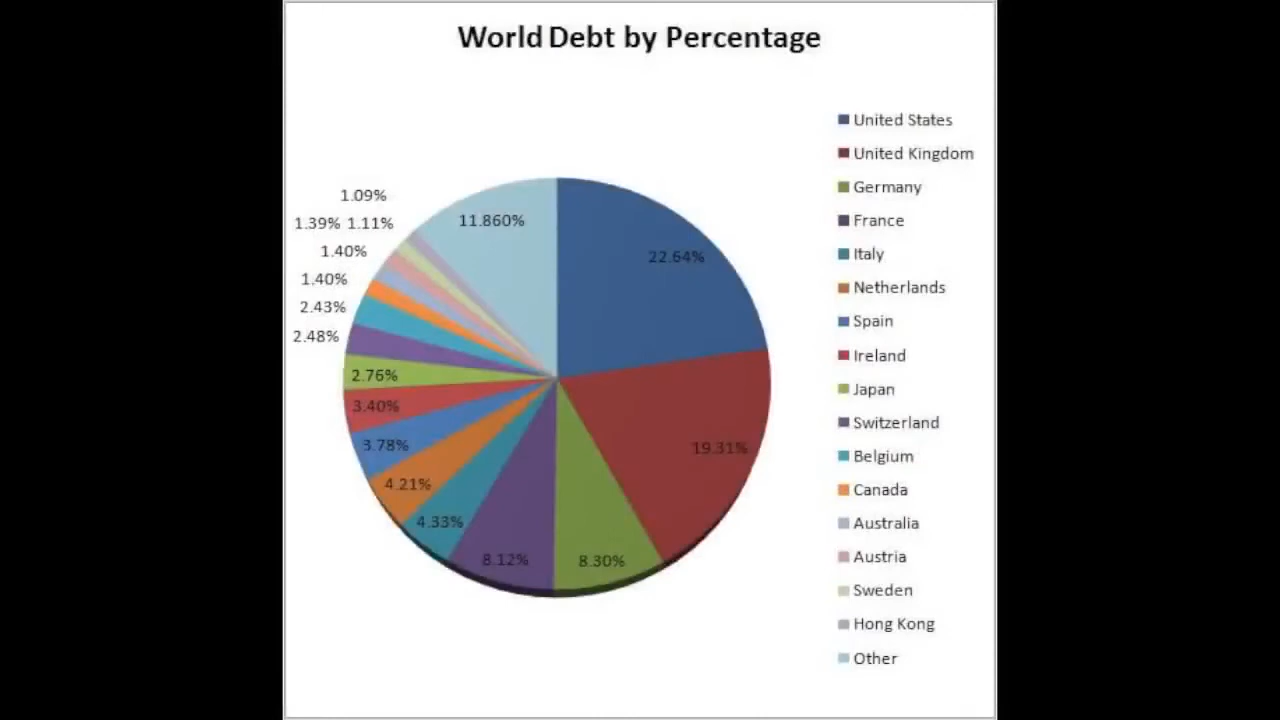 World Debt by Percentage
United States
United Kingdom
Germany
France
Italy
Netherlands
Spain
Ireland
Japan
Switzerland
Belgium
Canada
Australia
Austria
Sweden
Hong Kong
Other
22.64%
19.31%
8.30%
8.12%
4.33%
4.21%
3.78%
3.40%
2.76%
2.48%
2.43%
1.40%
1.40%
1.39% 1.11%
1.09%
11.860%